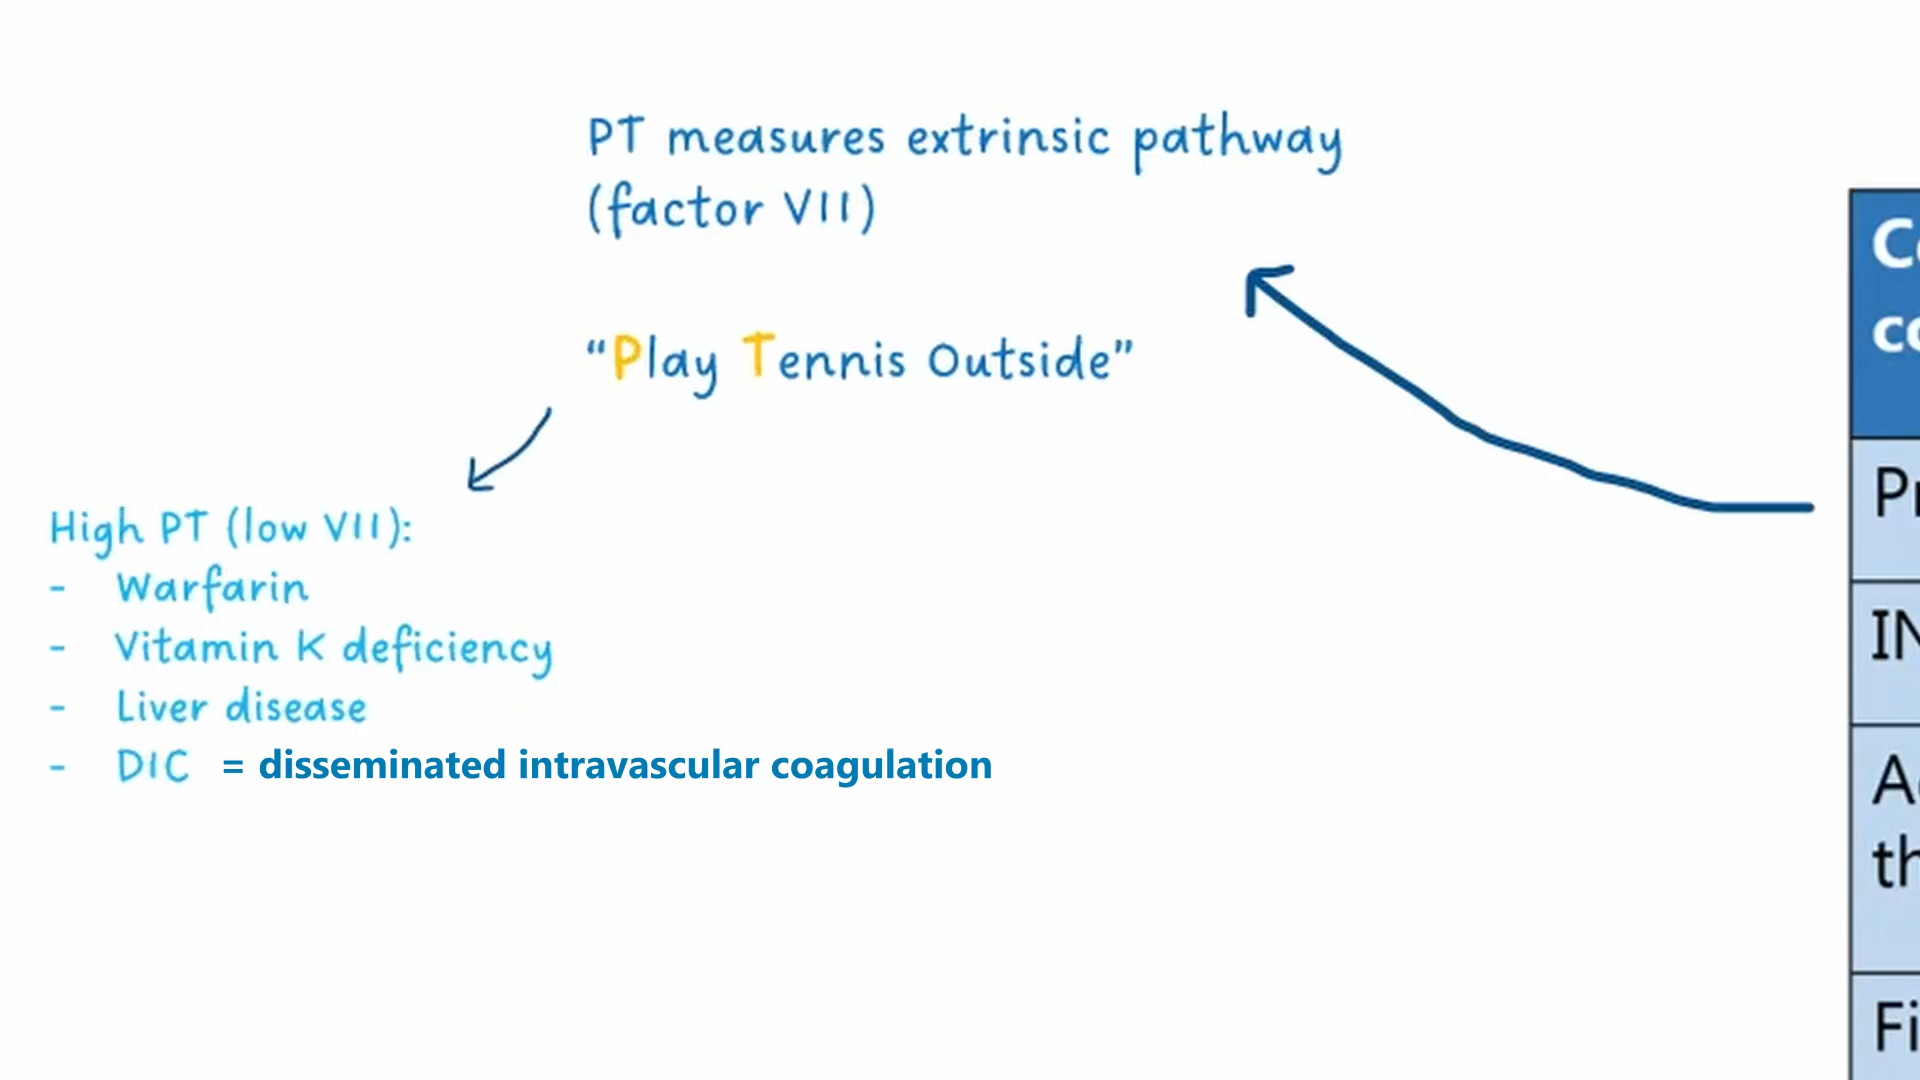 PT measures extrinsic pathway
(factor VII)
“Play Tennis Outside”
High PT (low VII):
- Warfarin
- Vitamin K deficiency
- Liver disease
- DIC = disseminated intravascular coagulation